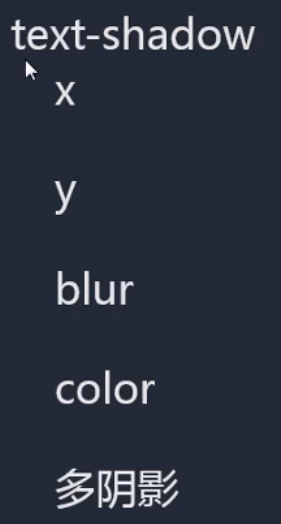 text-shadow
x
y
blur
color
多阴影